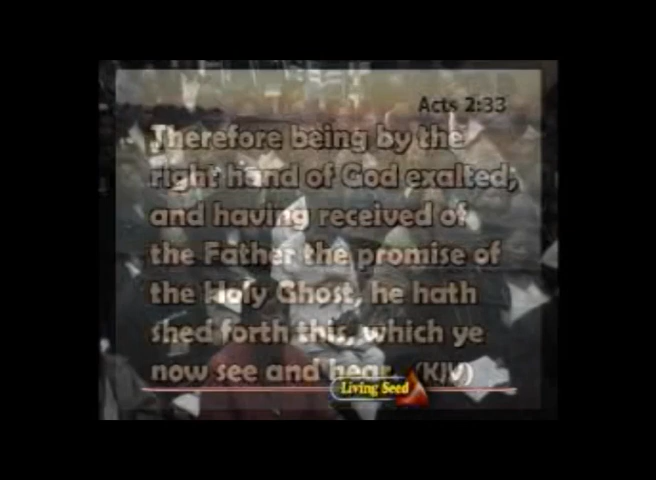 Acts 2:33
Therefore being by the
right hand of God exalted,
and having received of
the Father the promise of
the Holy Ghost, he hath
shed forth this, which ye
now see and hear. (KJV)
Living Seed